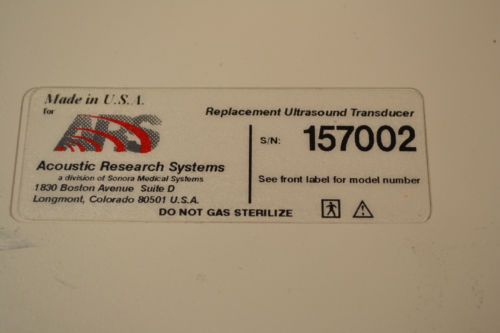 Made in U.S.A.
for
ARS
Acoustic Research Systems
a division of Sonora Medical Systems
1830 Boston Avenue Suite D
Longmont, Colorado 80501 U.S.A.
Replacement Ultrasound Transducer
S/N: 157002
See front label for model number
DO NOT GAS STERILIZE